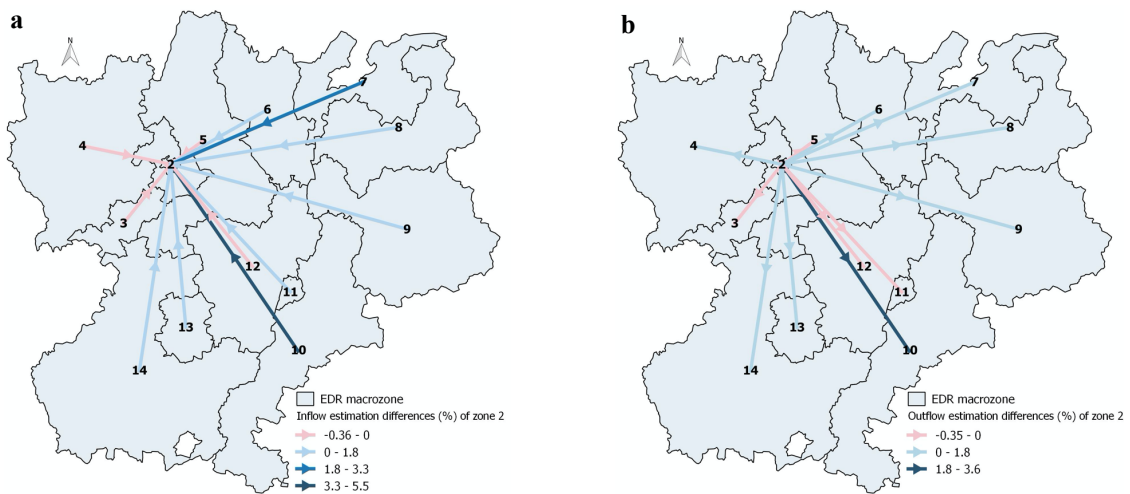 a
N
7
6
8
5
4
2
3
9
12
11
13
10
14
EDR macrozone
Inflow estimation differences (%) of zone 2
-0.36 - 0
0 - 1.8
1.8 - 3.3
3.3 - 5.5
b
N
7
6
8
5
4
2
3
9
12
11
13
10
14
EDR macrozone
Outflow estimation differences (%) of zone 2
-0.35 - 0
0 - 1.8
1.8 - 3.6